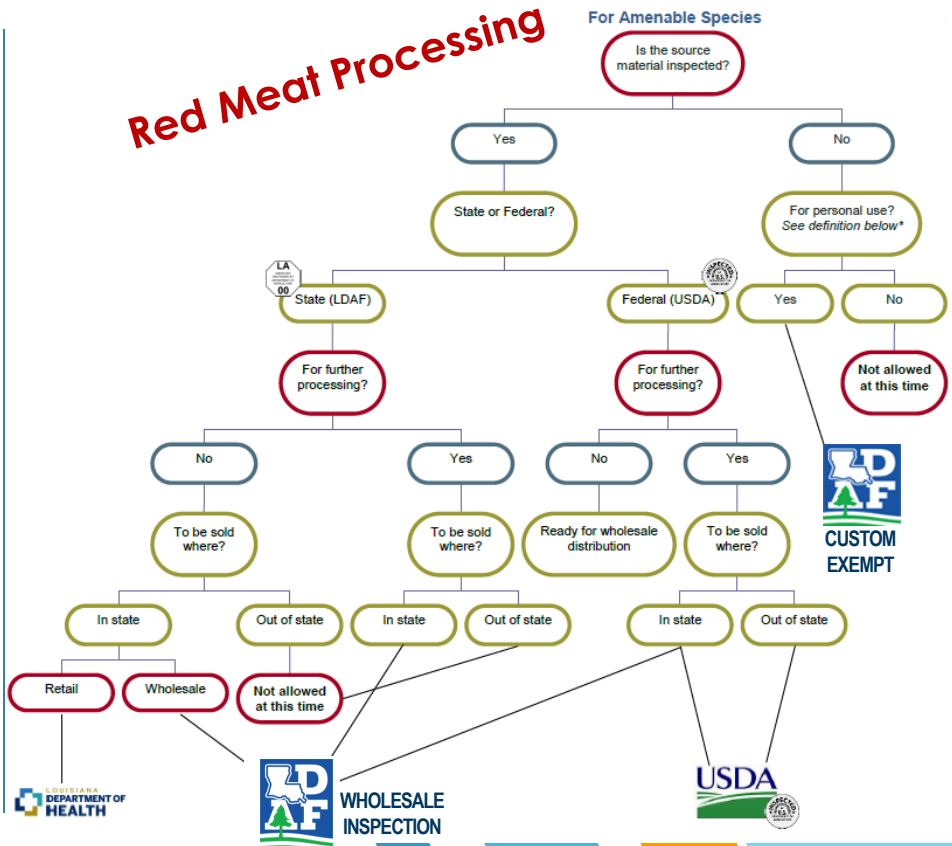 For Amenable Species
Red Meat Processing
Is the source
material inspected?
Yes
No
State or Federal?
For personal use?
See definition below*
LA
00
State (LDAF)
INSPECTED
Federal (USDA)
Yes
No
For further
processing?
For further
processing?
Not allowed
at this time
No
Yes
No
Yes
LDAF
CUSTOM
EXEMPT
To be sold
where?
To be sold
where?
Ready for wholesale
distribution
To be sold
where?
In state
Out of state
In state
Out of state
In state
Out of state
Retail
Wholesale
Not allowed
at this time
LOUISIANA
DEPARTMENT OF
HEALTH
LDAF
WHOLESALE
INSPECTION
USDA
INSPECTED